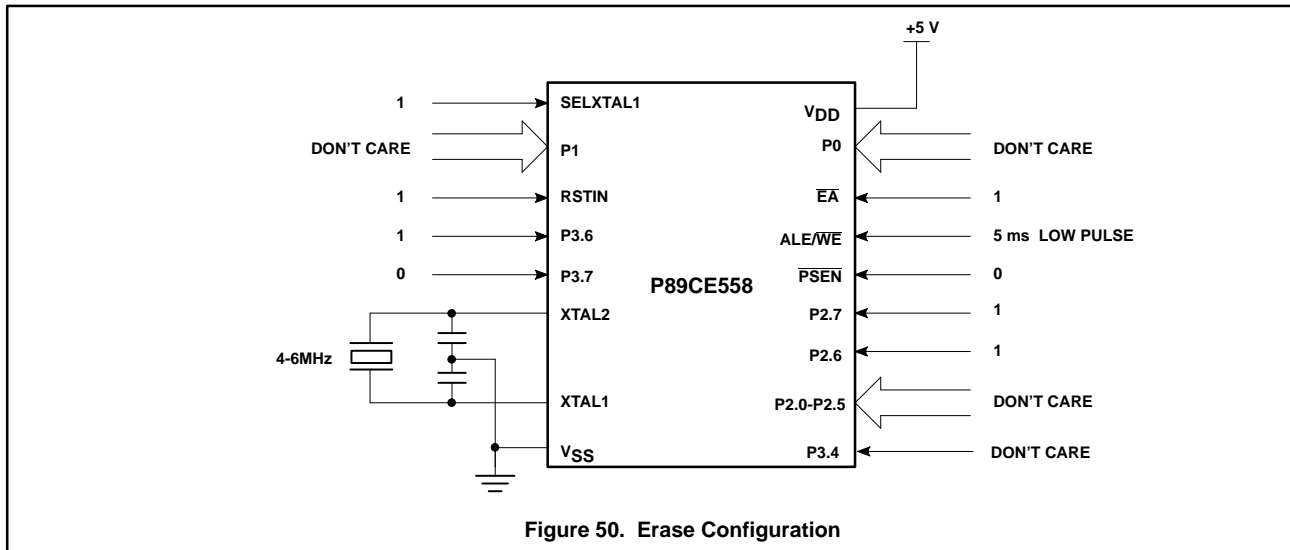 +5 V
1
SELXTAL1
VDD
DON'T CARE
P1
P0
DON'T CARE
1
RSTIN
EA
1
1
P3.6
ALE/WE
5 ms LOW PULSE
0
P3.7
P89CE558
PSEN
0
XTAL2
P2.7
1
4-6MHz
P2.6
1
XTAL1
P2.0-P2.5
DON'T CARE
VSS
P3.4
DON'T CARE
Figure 50. Erase Configuration